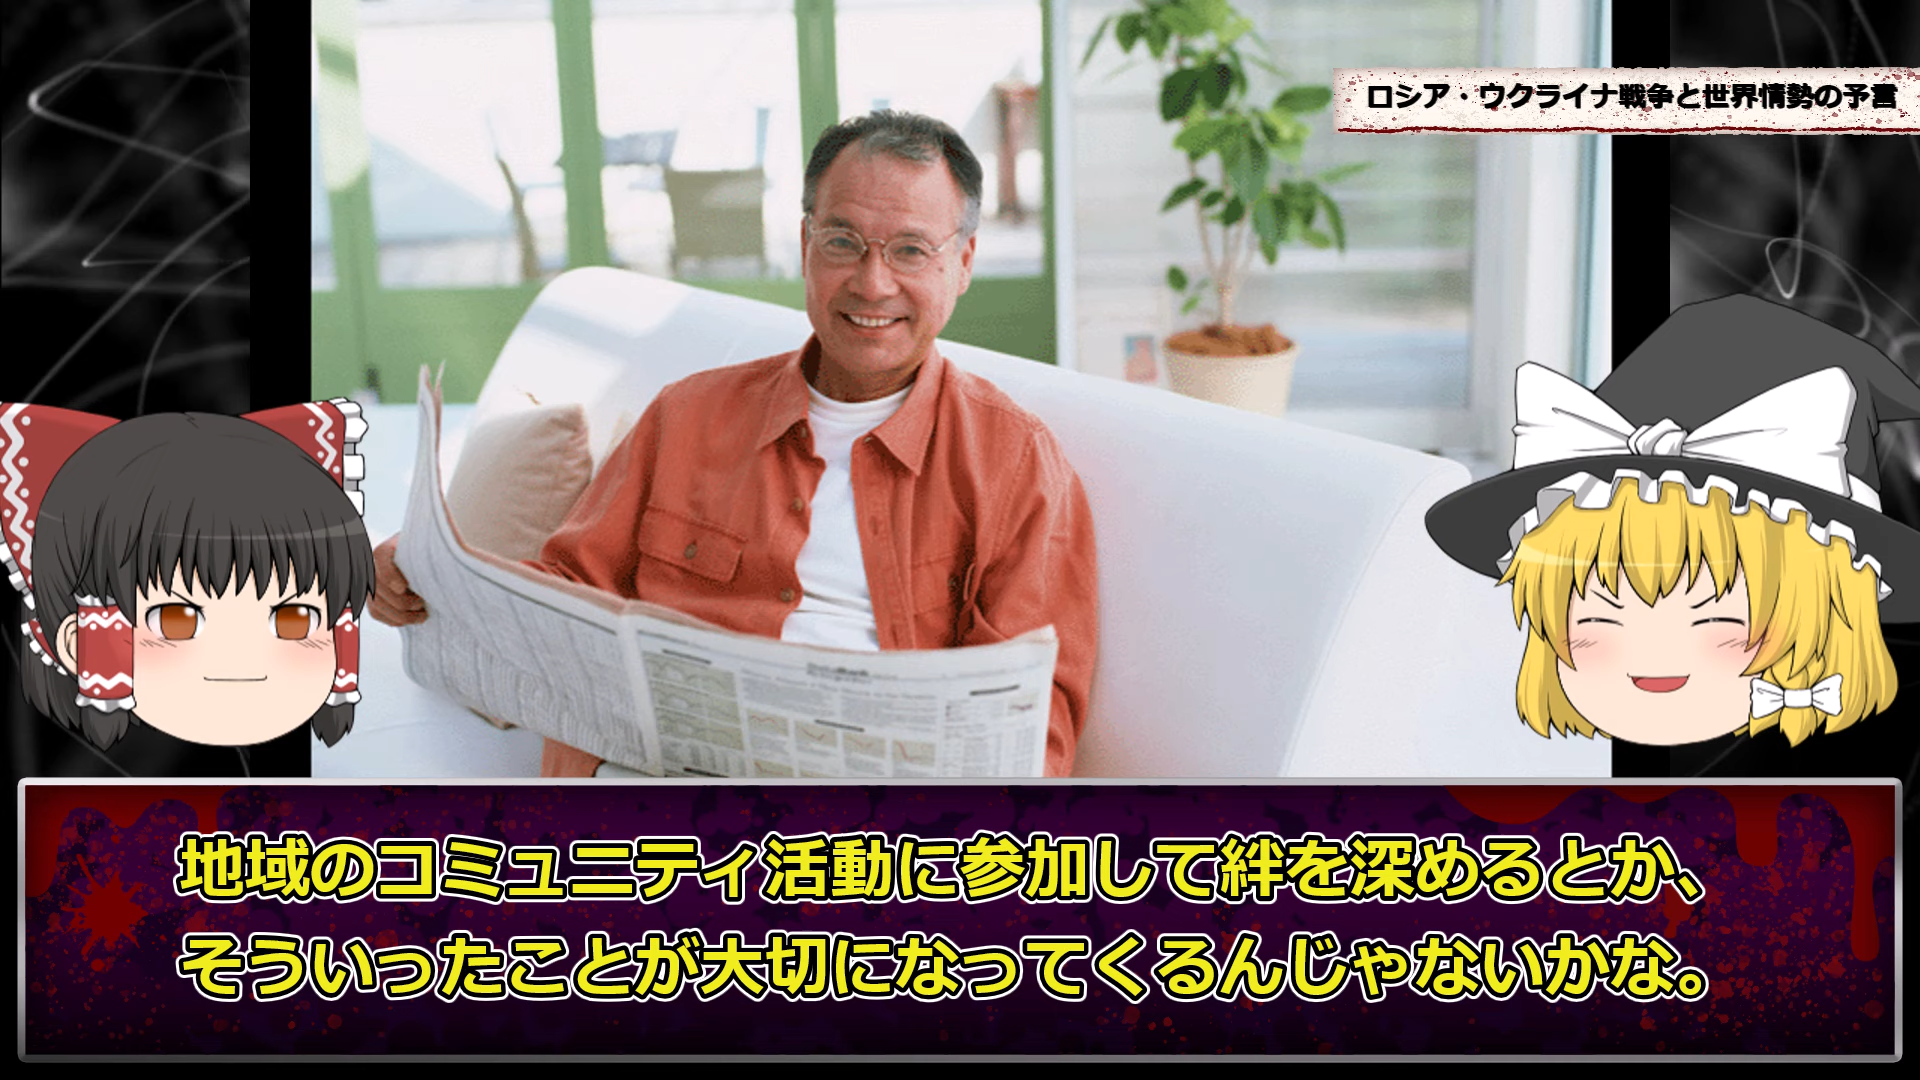 ロシア・ウクライナ戦争と世界情勢の予言
地域のコミュニティ活動に参加して絆を深めるとか、
そういったことが大切になってくるんじゃないかな。